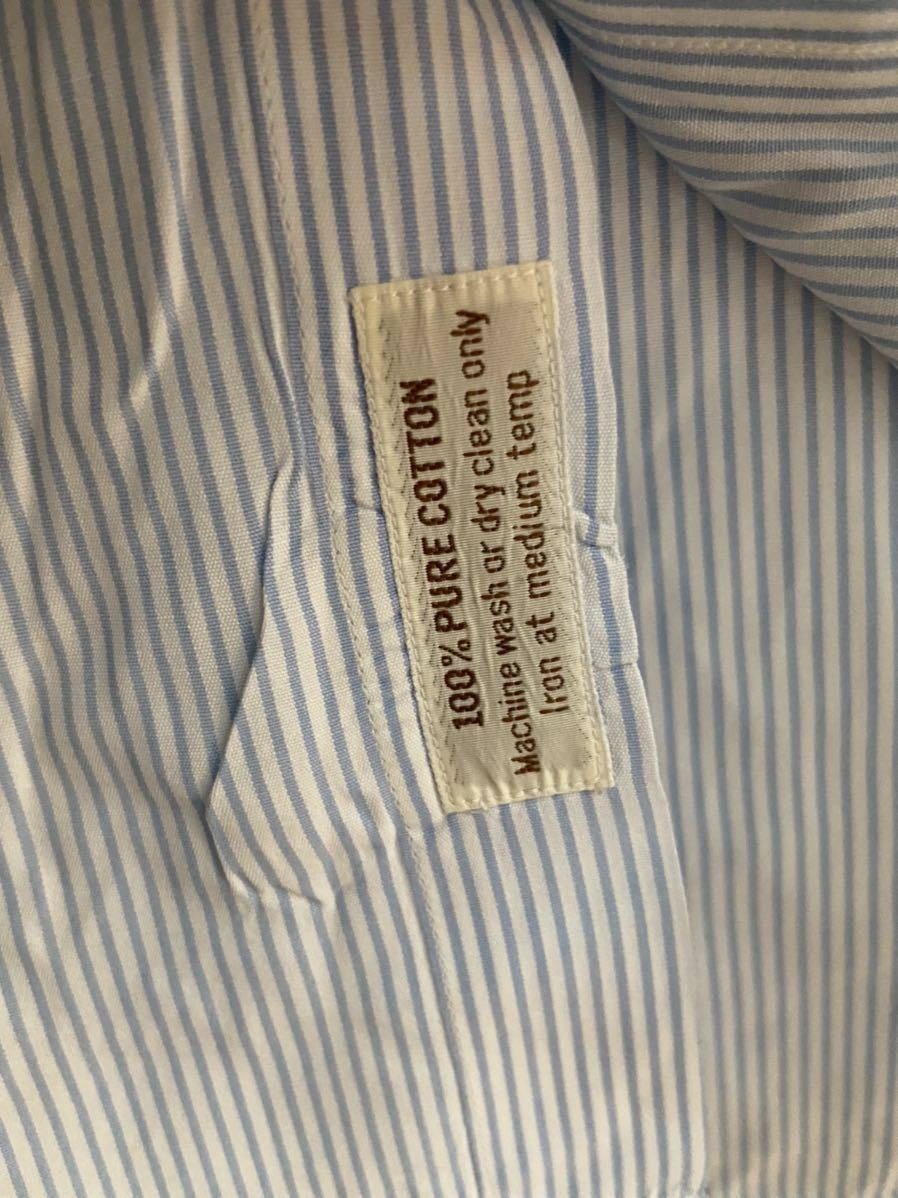 100% PURE COTTON
Machine wash or dry clean only
Iron at medium temp